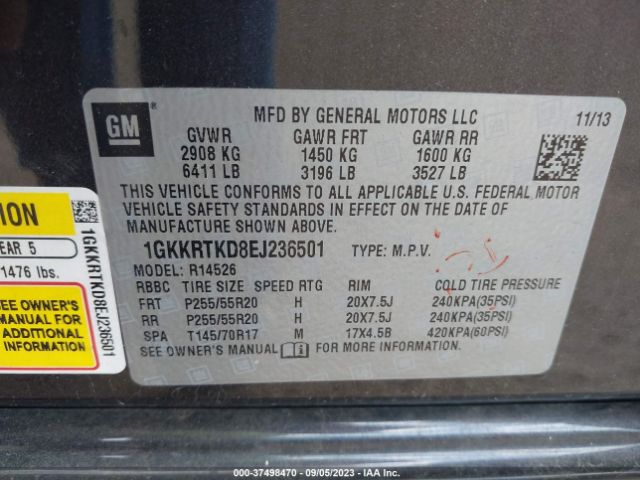 GM
®
MFD BY GENERAL MOTORS LLC 11/13
GVWR GAWR FRT GAWR RR
2908 KG 1450 KG 1600 KG
6411 LB 3196 LB 3527 LB
THIS VEHICLE CONFORMS TO ALL APPLICABLE U.S. FEDERAL MOTOR
VEHICLE SAFETY STANDARDS IN EFFECT ON THE DATE OF
MANUFACTURE SHOWN ABOVE.
1GKKRTKD8EJ236501 TYPE: M.P.V.
MODEL: R14526
RBBC TIRE SIZE SPEED RTG RIM COLD TIRE PRESSURE
FRT P255/55R20 H 20X7.5J 240KPA(35PSI)
RR P255/55R20 H 20X7.5J 240KPA(35PSI)
SPA T145/70R17 M 17X4.5B 420KPA(60PSI)
SEE OWNER'S MANUAL i FOR MORE INFORMATION.
TION
EAR 5
1476 lbs.
SEE OWNER'S
MANUAL FOR
ADDITIONAL
INFORMATION
1GKKRTKD8EJ236501
000-37498470 - 09/05/2023 - IAA Inc.